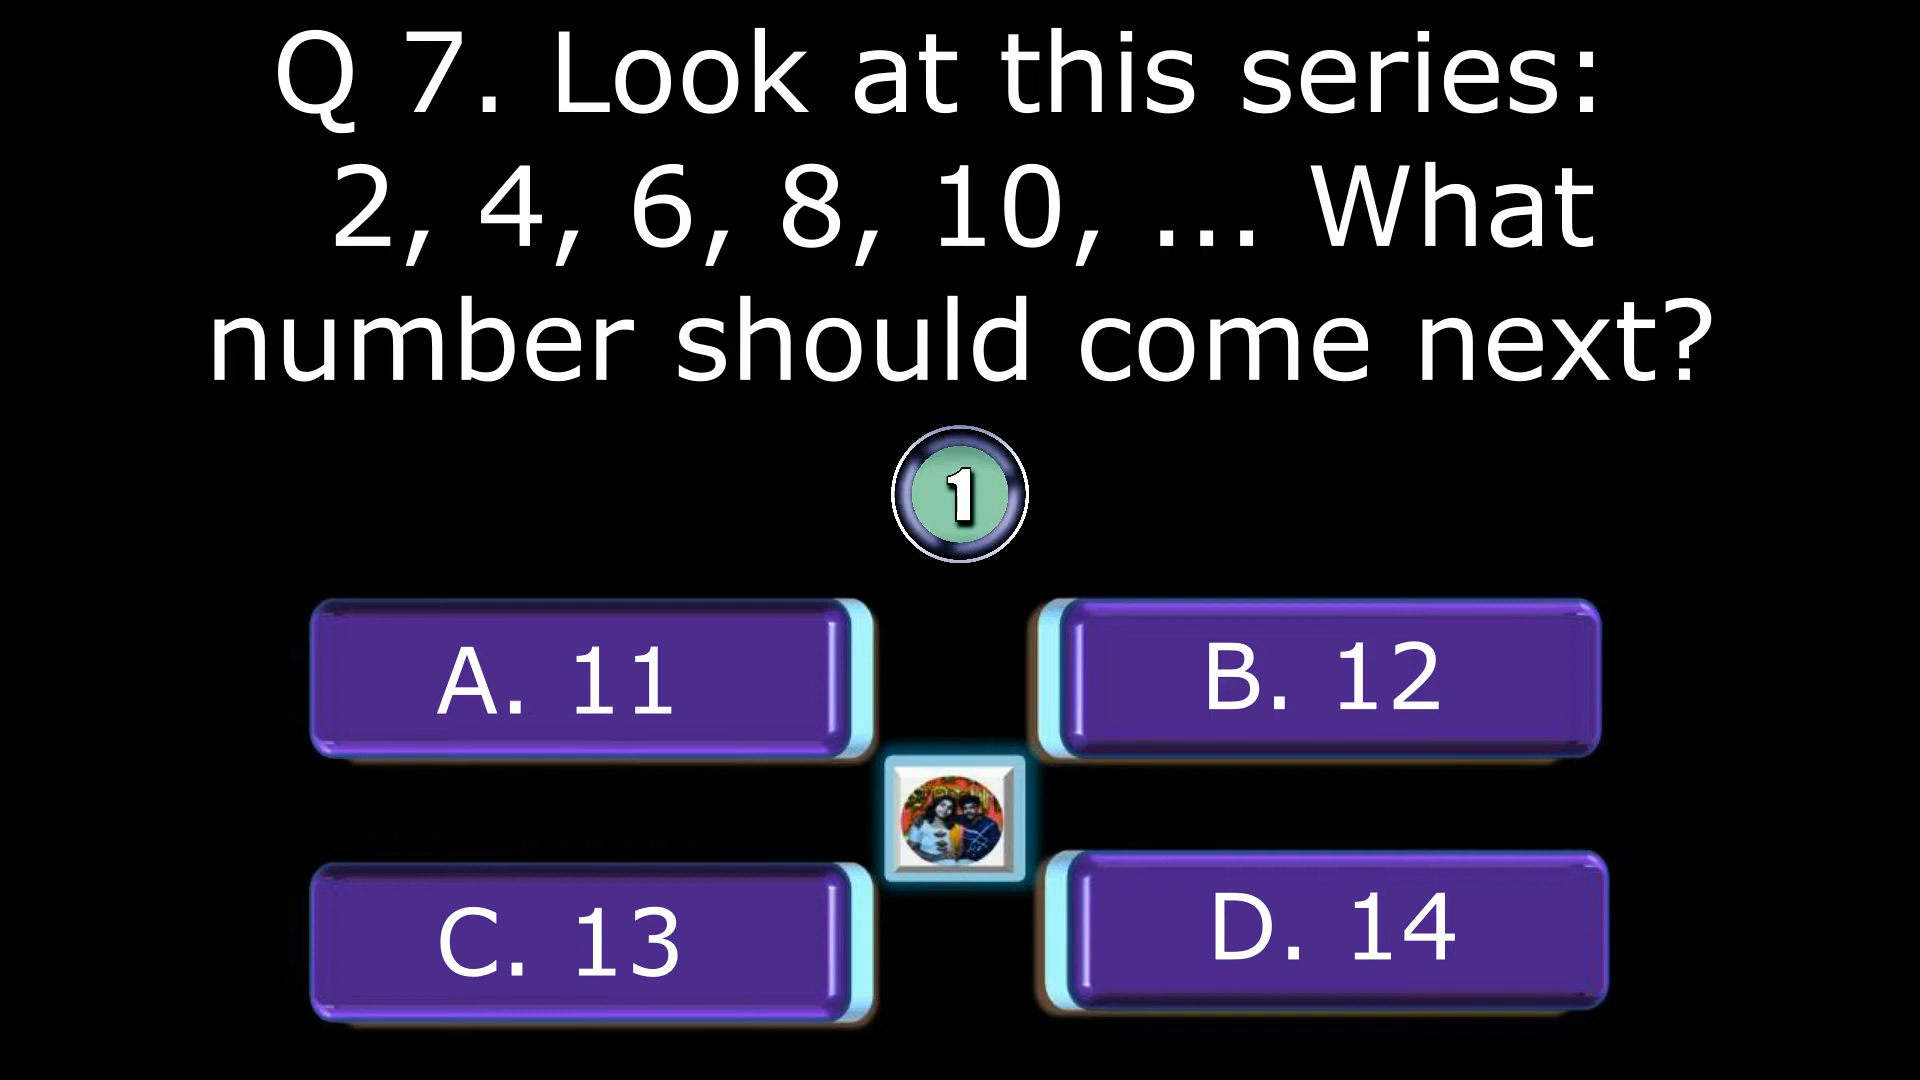 Q 7. Look at this series:
2, 4, 6, 8, 10, ... What
number should come next?
1
A. 11
B. 12
C. 13
D. 14